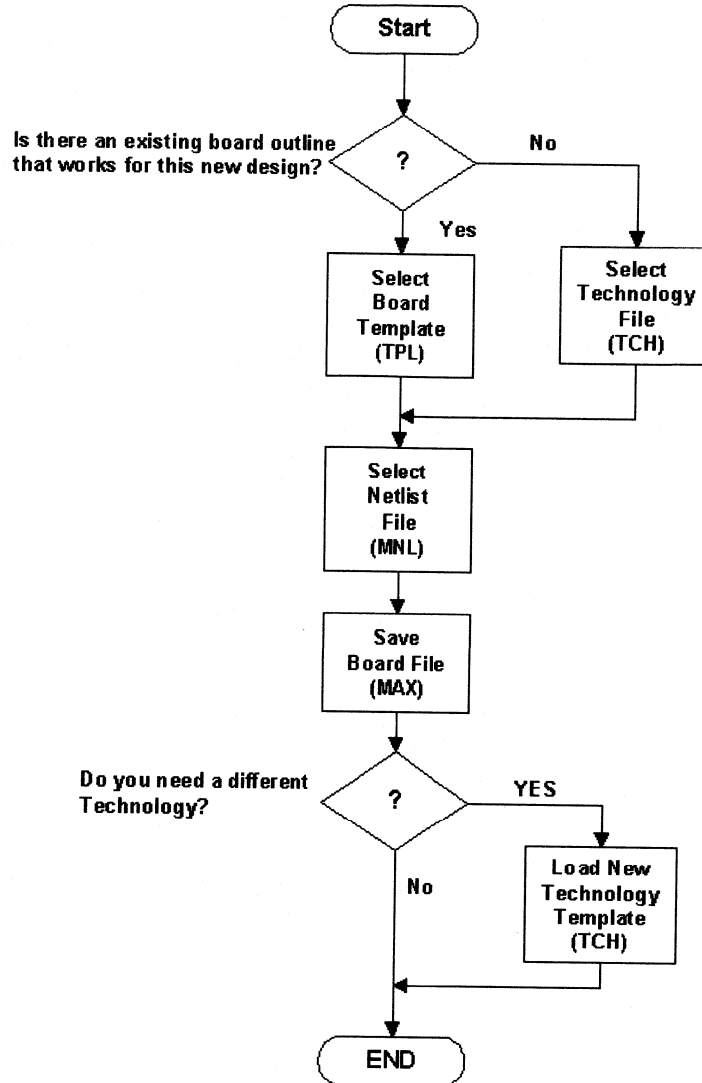 Start
Is there an existing board outline
that works for this new design?
?
No
Yes
Select
Board
Template
(TPL)
Select
Technology
File
(TCH)
Select
Netlist
File
(MNL)
Save
Board File
(MAX)
Do you need a different
Technology?
?
YES
No
Load New
Technology
Template
(TCH)
END